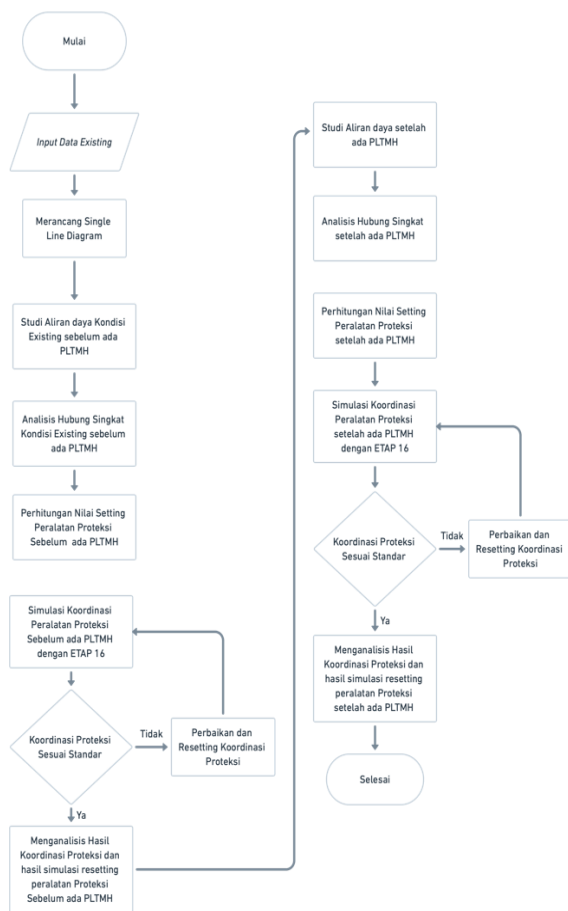 Mulai
Input Data Existing
Merancang Single
Line Diagram
Studi Aliran daya Kondisi
Existing sebelum ada
PLTMH
Analisis Hubung Singkat
Kondisi Existing sebelum
ada PLTMH
Perhitungan Nilai Setting
Peralatan Proteksi
Sebelum ada PLTMH
Simulasi Koordinasi
Peralatan Proteksi
Sebelum ada PLTMH
dengan ETAP 16
Koordinasi Proteksi
Sesuai Standar
Tidak
Perbaikan dan
Resetting Koordinasi
Proteksi
Ya
Menganalisis Hasil
Koordinasi Proteksi dan
hasil simulasi resetting
peralatan Proteksi
Sebelum ada PLTMH
Studi Aliran daya setelah
ada PLTMH
Analisis Hubung Singkat
setelah ada PLTMH
Perhitungan Nilai Setting
Peralatan Proteksi
setelah ada PLTMH
Simulasi Koordinasi
Peralatan Proteksi
setelah ada PLTMH
dengan ETAP 16
Koordinasi Proteksi
Sesuai Standar
Tidak
Perbaikan dan
Resetting Koordinasi
Proteksi
Ya
Menganalisis Hasil
Koordinasi Proteksi dan
hasil simulasi resetting
peralatan Proteksi
setelah ada PLTMH
Selesai